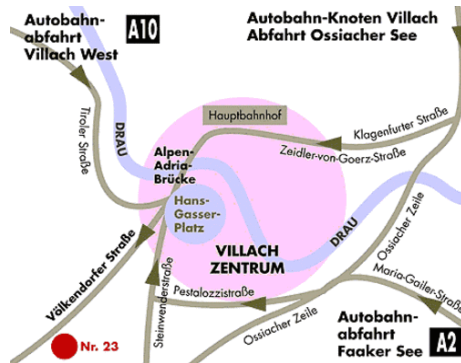 Autobahn-
abfahrt
Villach West
A10
Autobahn-Knoten Villach
Abfahrt Ossiacher See
Hauptbahnhof
Klagenfurter Straße
Zeidler-von-Goerz-Straße
Tiroler Straße
DRAU
Alpen-
Adria-
Brücke
Hans-
Gasser-
Platz
VILLACH
ZENTRUM
DRAU
Ossiacher Zeile
Maria-Gailer-Straße
Völkendorfer Straße
Steinwenderstraße
Pestalozzistraße
Ossiacher Zeile
Autobahn-
abfahrt
Faaker See
A2
Nr. 23